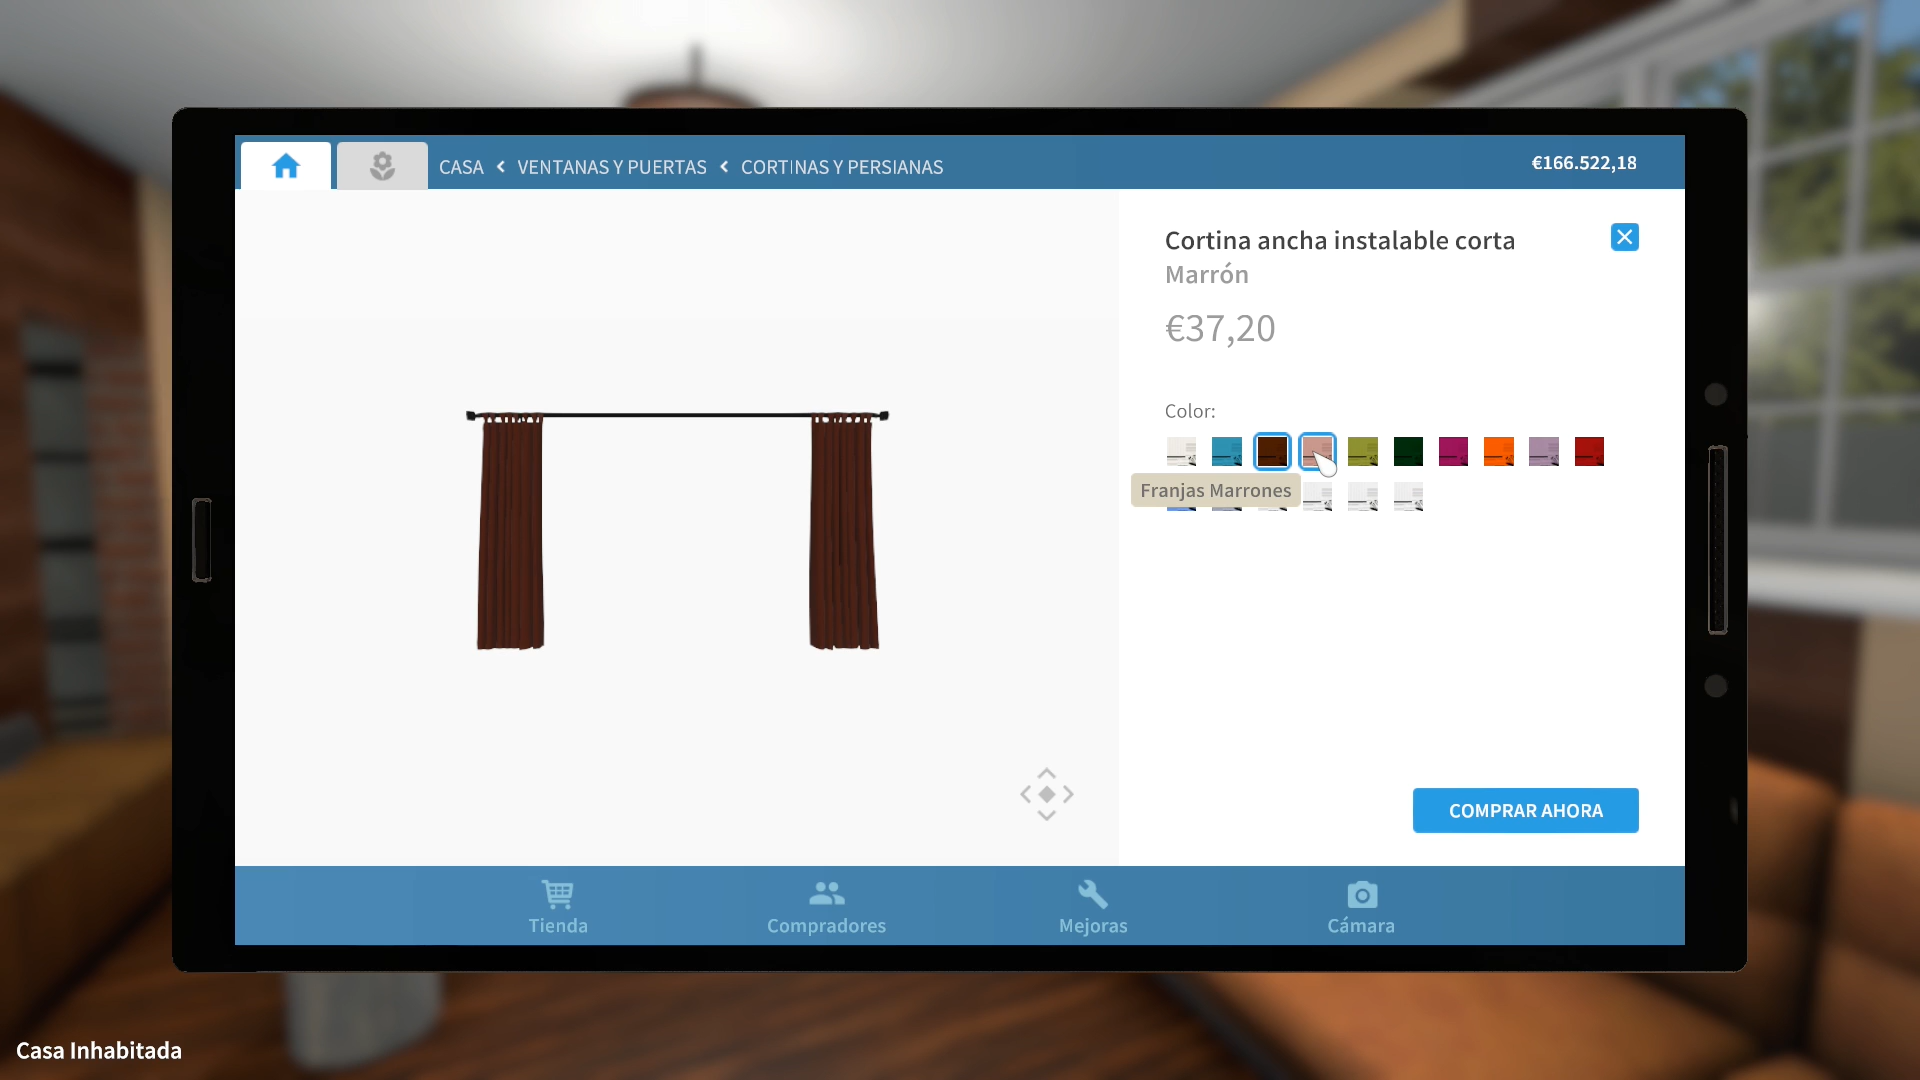 CASA VENTANAS Y PUERTAS CORTINAS Y PERSIANAS
€166.522,18
Cortina ancha instalable corta
Marrón
€37,20
Color:
Franjas Marrones
COMPRAR AHORA
Tienda
Compradores
Mejoras
Cámara
Casa Inhabitada